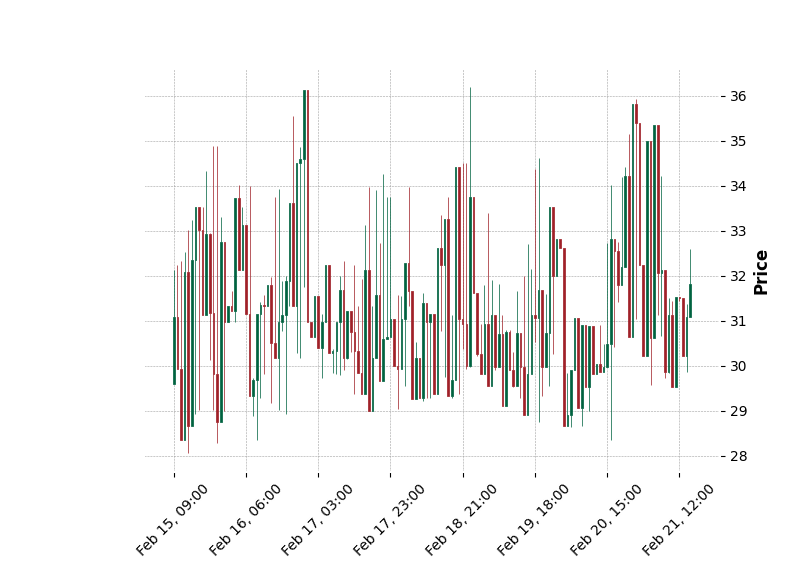 36
35
34
33
32
31
30
29
28
Price
Feb 15, 09:00
Feb 16, 06:00
Feb 17, 03:00
Feb 17, 23:00
Feb 18, 21:00
Feb 19, 18:00
Feb 20, 15:00
Feb 21, 12:00